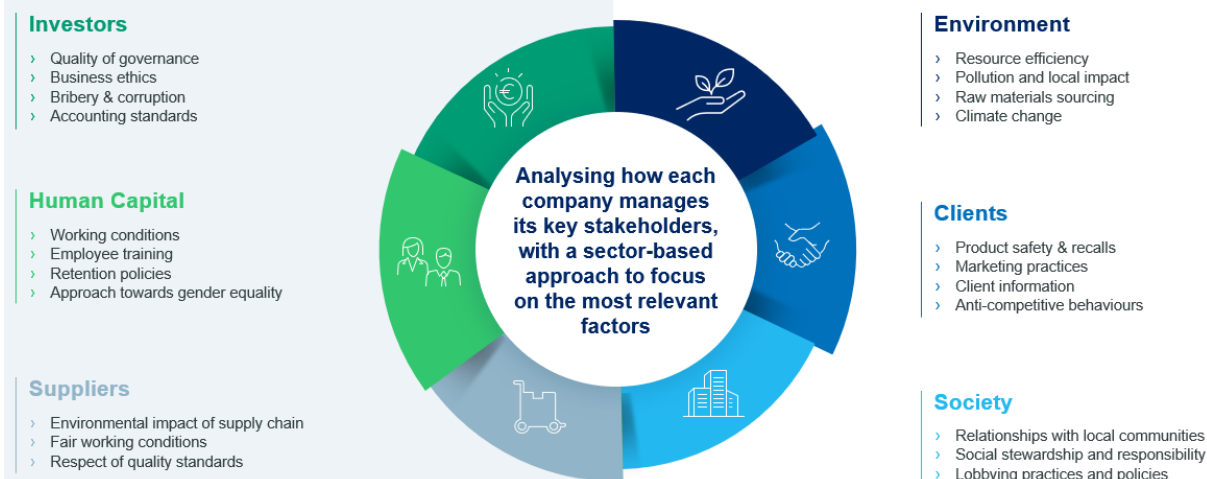 Investors
› Quality of governance
› Business ethics
› Bribery & corruption
› Accounting standards
Human Capital
› Working conditions
› Employee training
› Retention policies
› Approach towards gender equality
Suppliers
› Environmental impact of supply chain
› Fair working conditions
› Respect of quality standards
€
Analysing how each
company manages
its key stakeholders,
with a sector-based
approach to focus
on the most relevant
factors
Environment
› Resource efficiency
› Pollution and local impact
› Raw materials sourcing
› Climate change
Clients
› Product safety & recalls
› Marketing practices
› Client information
› Anti-competitive behaviours
Society
› Relationships with local communities
› Social stewardship and responsibility
› Lobbying practices and policies